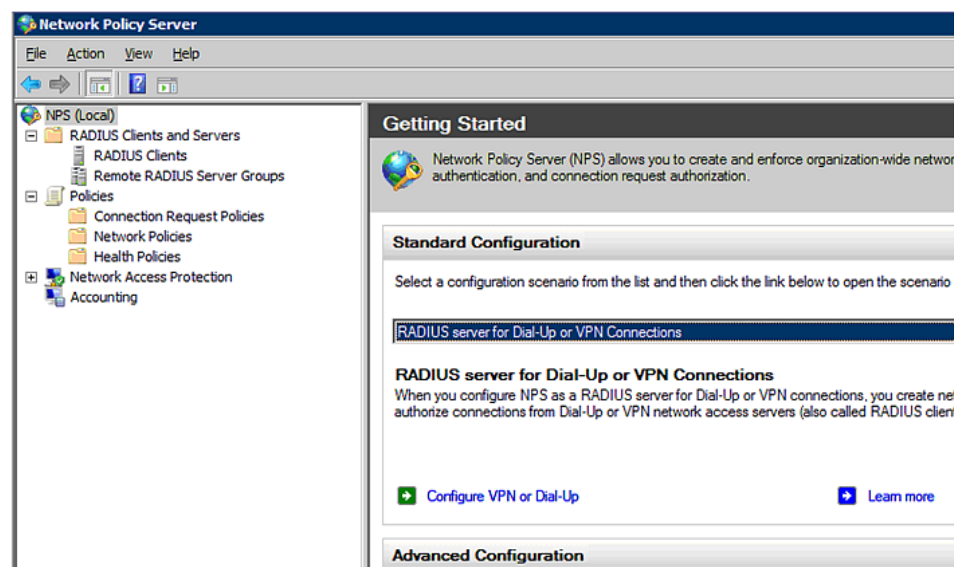 Network Policy Server
File Action View Help
NPS (Local)
RADIUS Clients and Servers
RADIUS Clients
Remote RADIUS Server Groups
Policies
Connection Request Policies
Network Policies
Health Policies
Network Access Protection
Accounting
Getting Started
Network Policy Server (NPS) allows you to create and enforce organization-wide networ
authentication, and connection request authorization.
Standard Configuration
Select a configuration scenario from the list and then click the link below to open the scenario
RADIUS server for Dial-Up or VPN Connections
RADIUS server for Dial-Up or VPN Connections
When you configure NPS as a RADIUS server for Dial-Up or VPN connections, you create net
authorize connections from Dial-Up or VPN network access servers (also called RADIUS clien
Configure VPN or Dial-Up
Learn more
Advanced Configuration